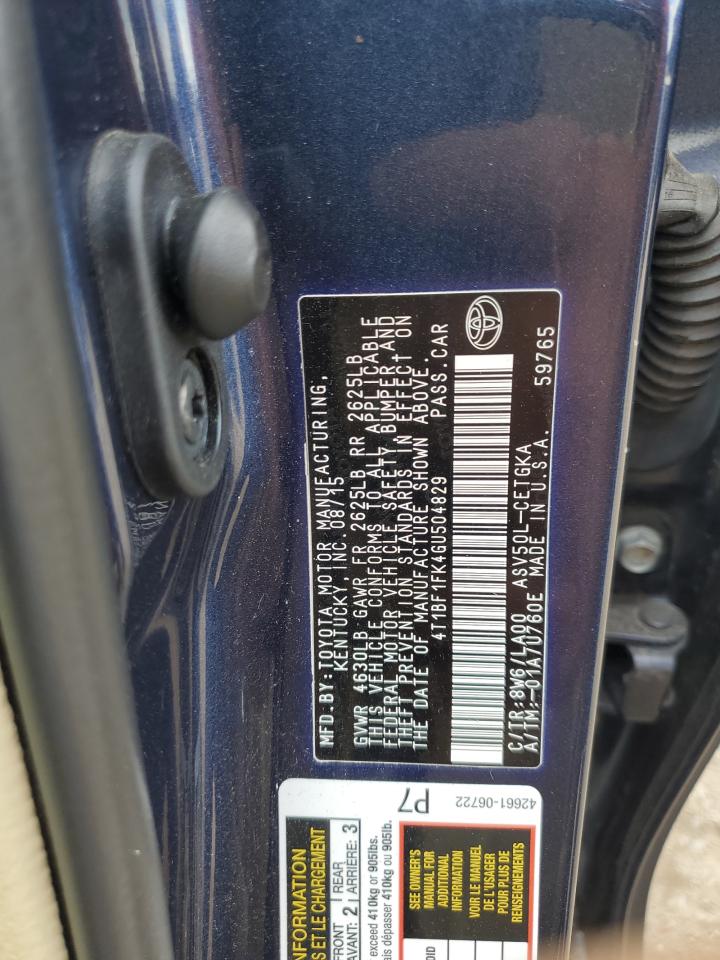 MFD.BY:TOYOTA MOTOR MANUFACTURING,
KENTUCKY, INC. 08/15
GVWR 4630LB GAWR FR 2625LB RR 2625LB
THIS VEHICLE CONFORMS TO ALL APPLICABLE
FEDERAL MOTOR VEHICLE SAFETY, BUMPER,AND
THEFT PREVENTION STANDARDS IN EFFECT ON
THE DATE OF MANUFACTURE SHOWN ABOVE.
4T1BF1FK4GU504829 PASS.CAR
C/TR:8W6/LA00 ASV50L-CETGKA
A/TM:-01A/U760E MADE IN U.S.A. 59765
INFORMATION
S ET LE CHARGEMENT
FRONT 2 REAR 3
AVANT: ARRIÈRE:
exceed 410kg or 905lbs.
is dépasser 410kg ou 905lb.
SEE OWNER'S
MANUAL FOR
ADDITIONAL
INFORMATION
VOIR LE MANUEL
DE L'USAGER
POUR PLUS DE
RENSEIGNEMENTS
P7
42661-06722